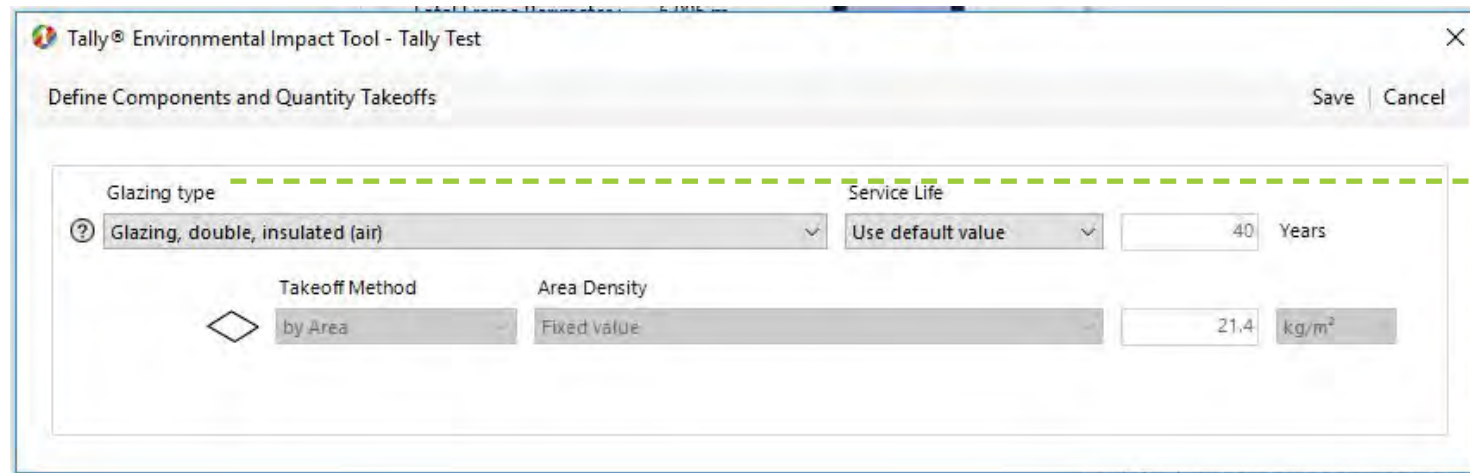 Tally® Environmental Impact Tool - Tally Test
Define Components and Quantity Takeoffs
Save | Cancel
Glazing type
Service Life
Glazing, double, insulated (air)
Use default value
40
Years
Takeoff Method
Area Density
by Area
Fixed value
21.4
kg/m²